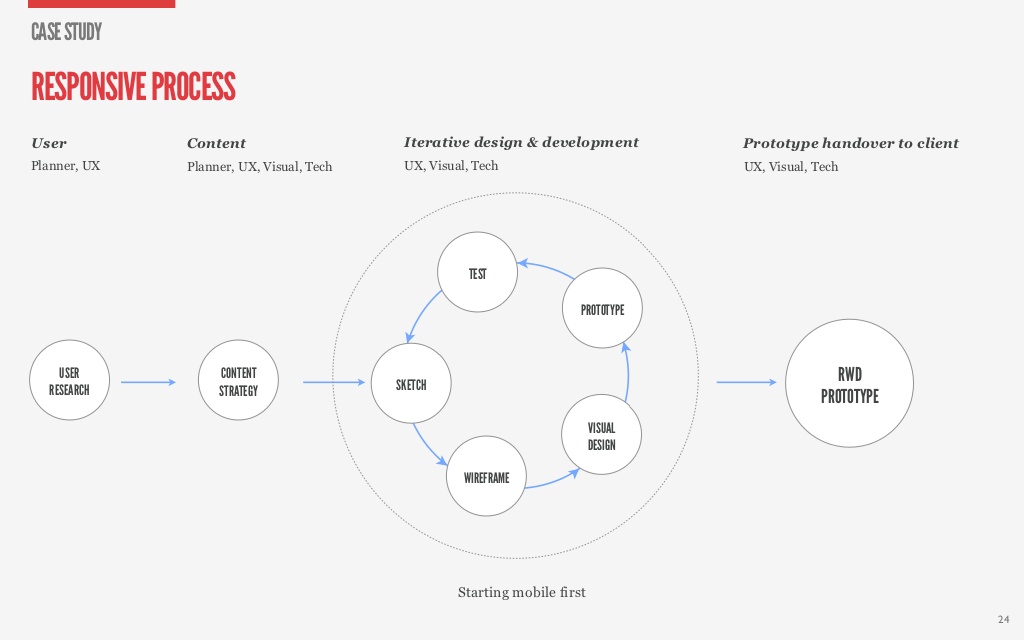 CASE STUDY
RESPONSIVE PROCESS
User
Planner, UX
Content
Planner, UX, Visual, Tech
Iterative design & development
UX, Visual, Tech
Prototype handover to client
UX, Visual, Tech
USER
RESEARCH
CONTENT
STRATEGY
SKETCH
WIREFRAME
VISUAL
DESIGN
PROTOTYPE
TEST
RWD
PROTOTYPE
Starting mobile first
24